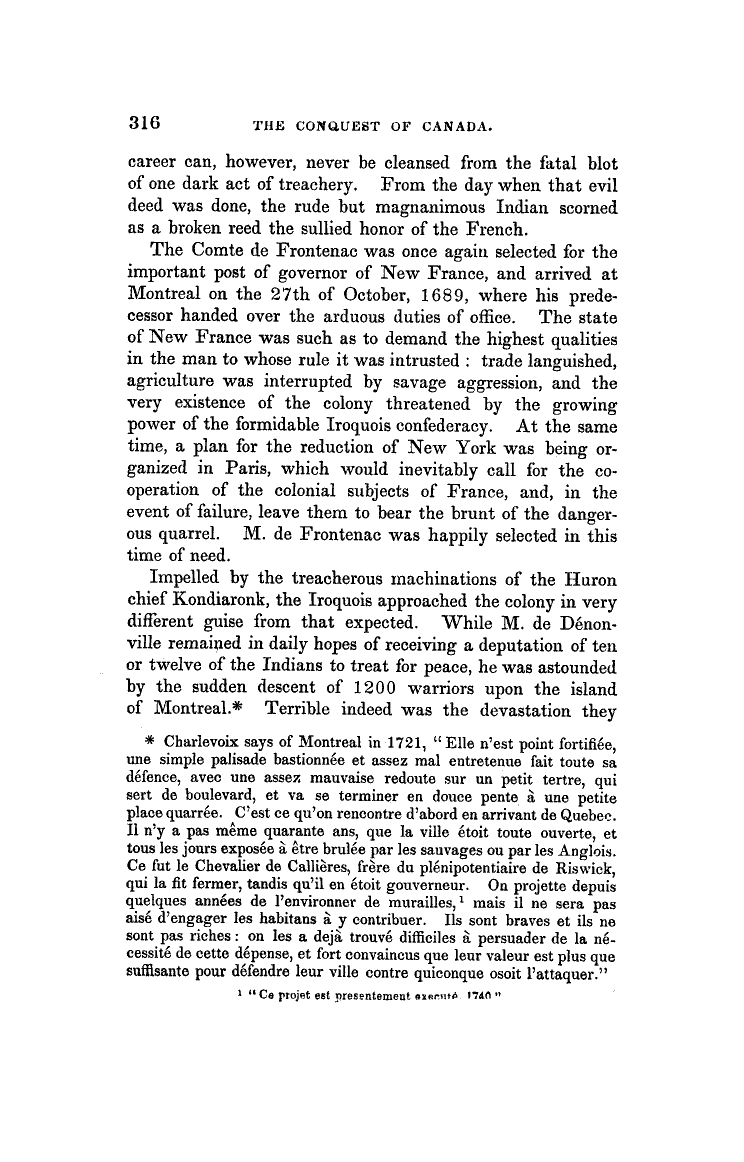 316 THE CONQUEST OF CANADA.
career can, however, never be cleansed from the fatal blot
of one dark act of treachery. From the day when that evil
deed was done, the rude but magnanimous Indian scorned
as a broken reed the sullied honor of the French.
The Comte de Frontenac was once again selected for the
important post of governor of New France, and arrived at
Montreal on the 27th of October, 1689, where his prede-
cessor handed over the arduous duties of office. The state
of New France was such as to demand the highest qualities
in the man to whose rule it was intrusted : trade languished,
agriculture was interrupted by savage aggression, and the
very existence of the colony threatened by the growing
power of the formidable Iroquois confederacy. At the same
time, a plan for the reduction of New York was being or-
ganized in Paris, which would inevitably call for the co-
operation of the colonial subjects of France, and, in the
event of failure, leave them to bear the brunt of the danger-
ous quarrel. M. de Frontenac was happily selected in this
time of need.
Impelled by the treacherous machinations of the Huron
chief Kondiaronk, the Iroquois approached the colony in very
different guise from that expected. While M. de Dénon-
ville remained in daily hopes of receiving a deputation of ten
or twelve of the Indians to treat for peace, he was astounded
by the sudden descent of 1200 warriors upon the island
of Montreal.* Terrible indeed was the devastation they
* Charlevoix says of Montreal in 1721, “ Elle n'est point fortifiée,
une simple palisade bastionnée et assez mal entretenue fait toute sa
défence, avec une assez mauvaise redoute sur un petit tertre, qui
sert de boulevard, et va se terminer en douce pente à une petite
place quarrée. C'est ce qu'on rencontre d'abord en arrivant de Quebec.
Il n'y a pas même quarante ans, que la ville étoit toute ouverte, et
tous les jours exposée à être brulée par les sauvages ou par les Anglois.
Ce fut le Chevalier de Callières, frère du plénipotentiaire de Riswick,
qui la fit fermer, tandis qu'il en étoit gouverneur. On projette depuis
quelques années de l'environner de murailles,¹ mais il ne sera pas
aisé d'engager les habitans à y contribuer. Ils sont braves et ils ne
sont pas riches : on les a dejà trouvé difficiles à persuader de la né-
cessité de cette dépense, et fort convaincus que leur valeur est plus que
suffisante pour défendre leur ville contre quiconque osoit l'attaquer.”
¹ “ Ce projet est presentement executé 1740 ”